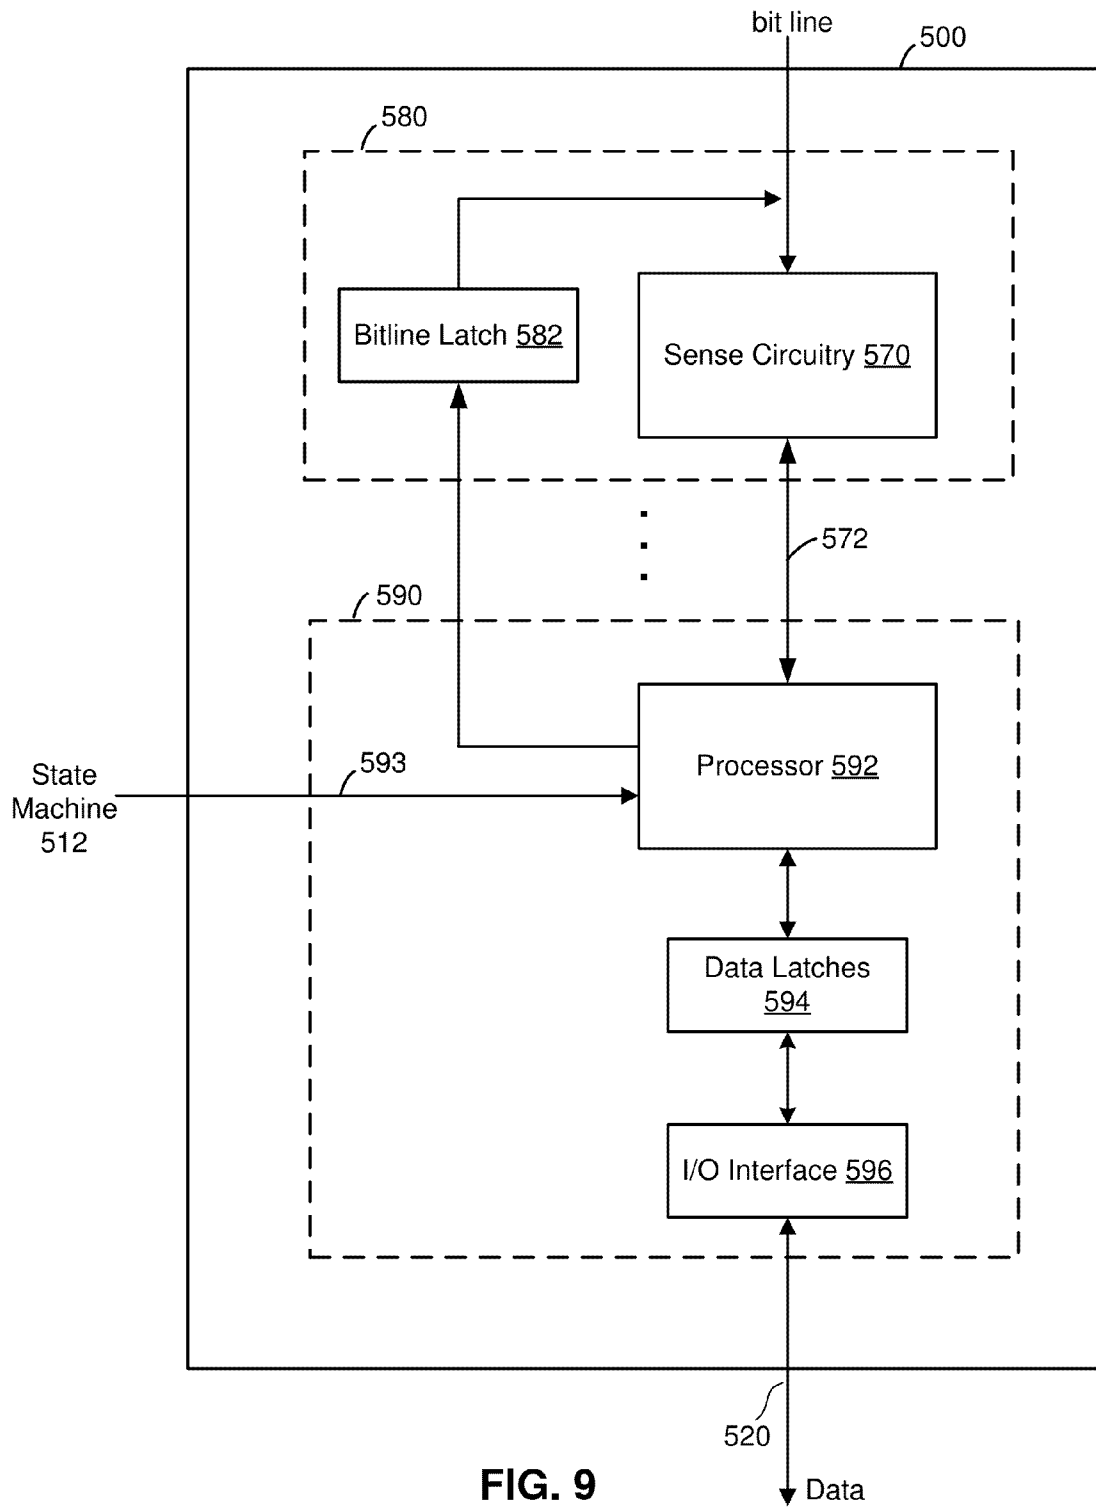 bit line
500
580
Bitline Latch 582
Sense Circuitry 570
572
590
593
State
Machine
512
Processor 592
Data Latches
594
I/O Interface 596
520
Data
FIG. 9